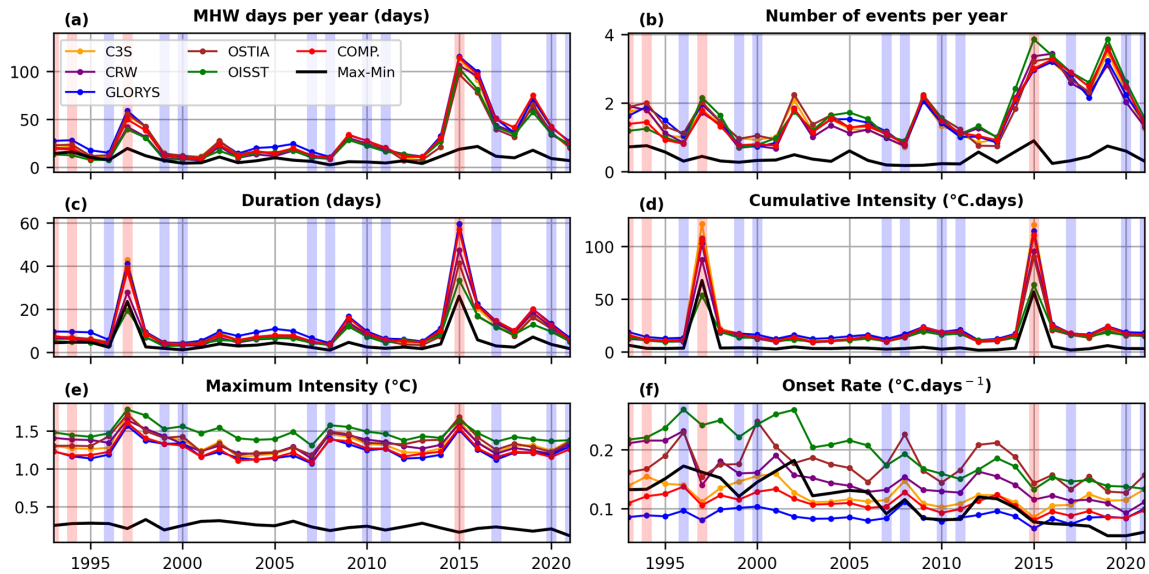 (a) MHW days per year (days)
C3S OSTIA COMP.
CRW OISST Max-Min
GLORYS
100
50
0
(b) Number of events per year
4
2
0
(c) Duration (days)
60
40
20
0
(d) Cumulative Intensity (°C.days)
100
50
0
(e) Maximum Intensity (°C)
1.5
1.0
0.5
1995 2000 2005 2010 2015 2020
(f) Onset Rate (°C.days⁻¹)
0.2
0.1
1995 2000 2005 2010 2015 2020